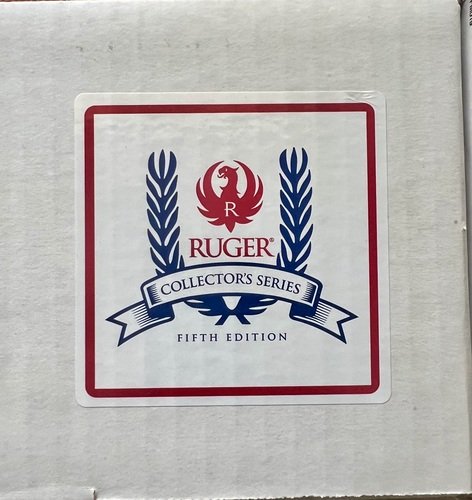 R
RUGER®
COLLECTOR'S SERIES
FIFTH EDITION